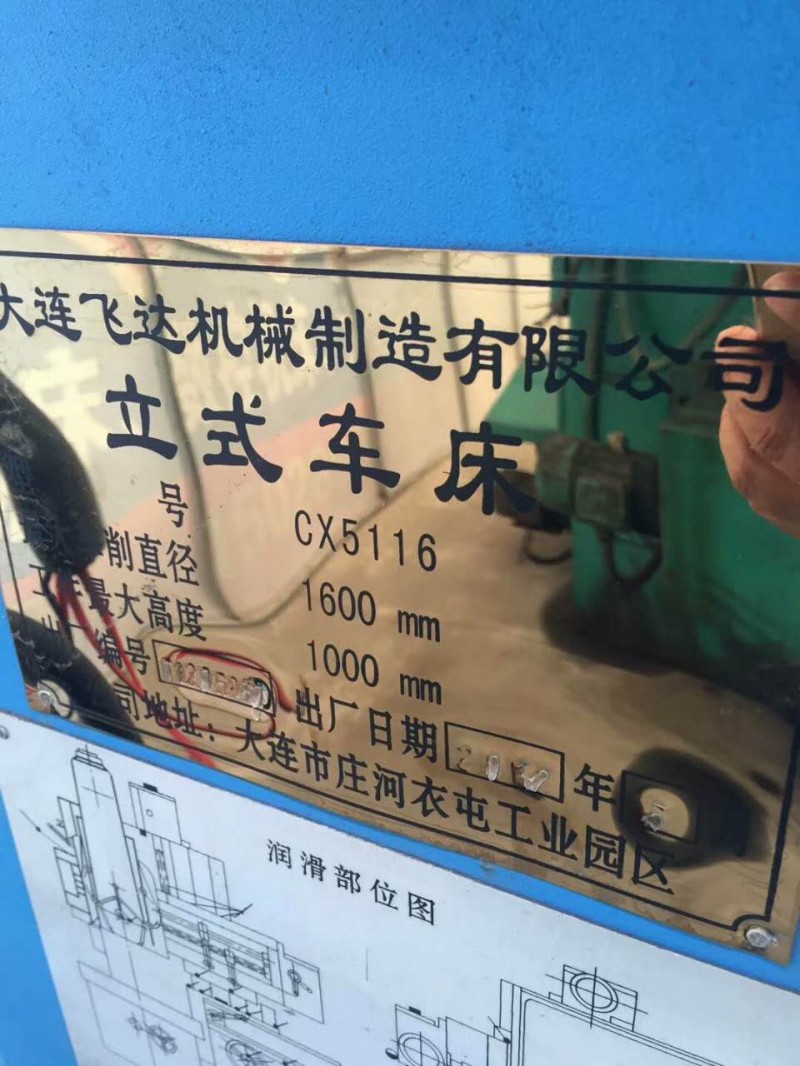 大连飞达机械制造有限公司
立式车床
号 CX5116
削直径 1600 mm
最大高度 1000 mm
编号 出厂日期 年
司地址：大连市庄河衣屯工业园区
润滑部位图